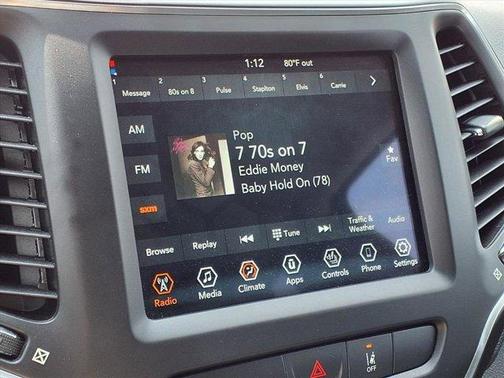 1:12 80°F out
1 2 3 4 5 6
Message 80s on 8 Pulse Stapiton Elvis Carrie
AM
FM
sxm
Pop
7 70s on 7
Eddie Money
Baby Hold On (78)
Fav
Browse Replay Tune Traffic & Weather Audio
Radio Media Climate Apps Controls Phone Settings
OFF